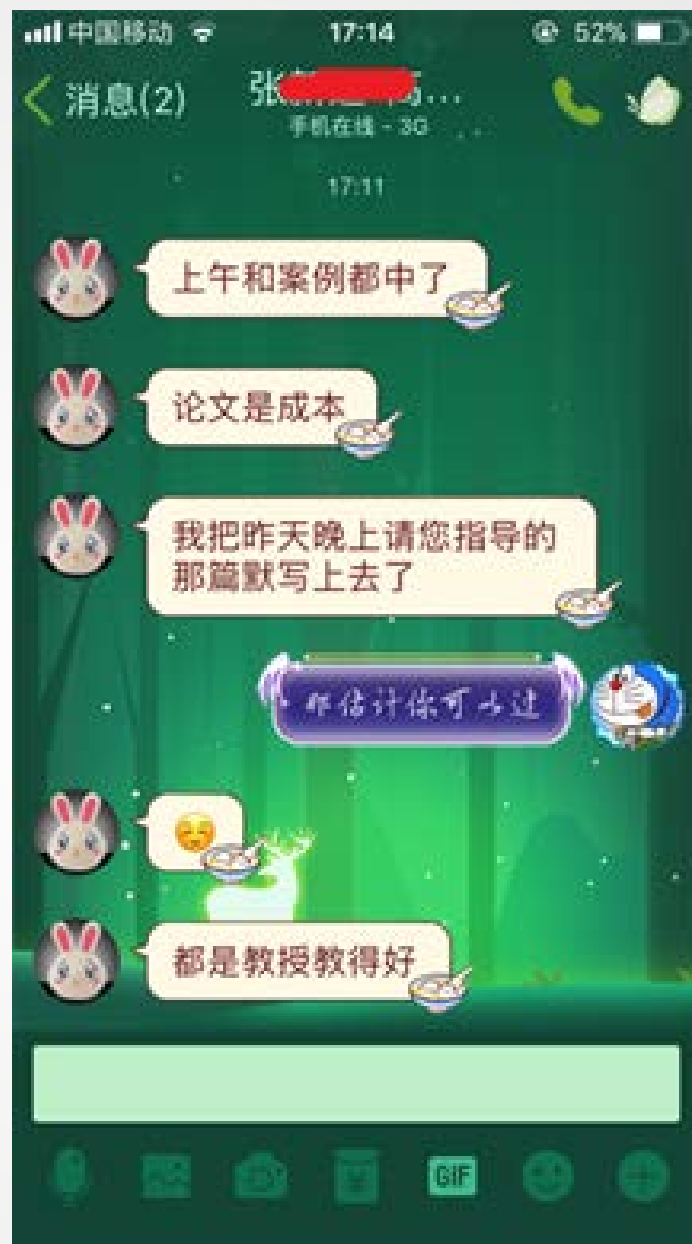 中国移动 17:14 52%
消息(2) 张
手机在线 - 3G
17:11
上午和案例都中了
论文是成本
我把昨天晚上请您指导的
那篇默写上去了
那估计你可以过
都是教授教得好
GIF